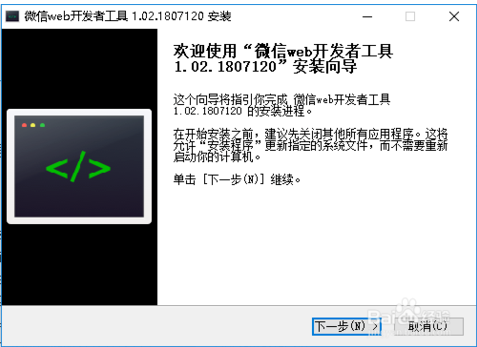 微信web开发者工具 1.02.1807120 安装
欢迎使用“微信web开发者工具
1.02.1807120”安装向导
这个向导将指引你完成 微信web开发者工具
1.02.1807120 的安装进程。
在开始安装之前，建议先关闭其他所有应用程序。这将
允许“安装程序”更新指定的系统文件，而不需要重新
启动你的计算机。
单击 [下一步(N)] 继续。
</>
下一步(N) >
取消(C)
Baidu经验